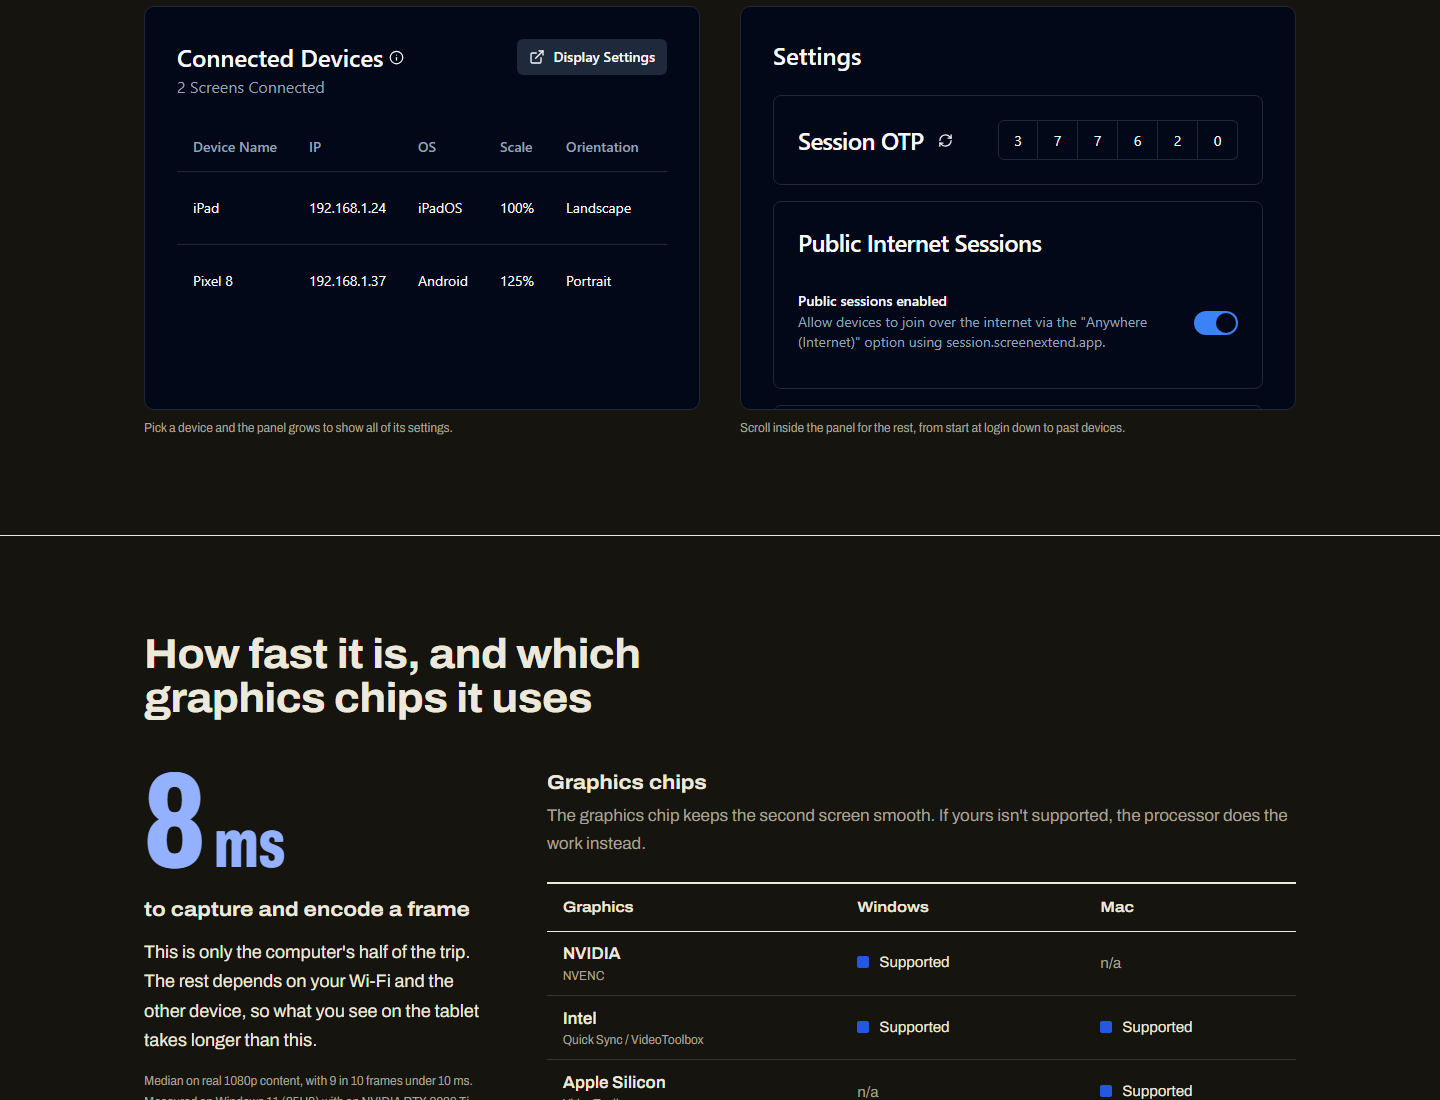 Connected Devices
Display Settings
2 Screens Connected
Device Name IP OS Scale Orientation
iPad 192.168.1.24 iPadOS 100% Landscape
Pixel 8 192.168.1.37 Android 125% Portrait
Pick a device and the panel grows to show all of its settings.
Settings
Session OTP 3 7 7 6 2 0
Public Internet Sessions
Public sessions enabled
Allow devices to join over the internet via the "Anywhere
(Internet)" option using session.screenextend.app.
Scroll inside the panel for the rest, from start at login down to past devices.
How fast it is, and which
graphics chips it uses
8 ms
to capture and encode a frame
This is only the computer's half of the trip.
The rest depends on your Wi-Fi and the
other device, so what you see on the tablet
takes longer than this.
Median on real 1080p content, with 9 in 10 frames under 10 ms.
Graphics chips
The graphics chip keeps the second screen smooth. If yours isn't supported, the processor does the
work instead.
Graphics Windows Mac
NVIDIA
NVENC
Supported n/a
Intel
Quick Sync / VideoToolbox
Supported Supported
Apple Silicon
n/a Supported